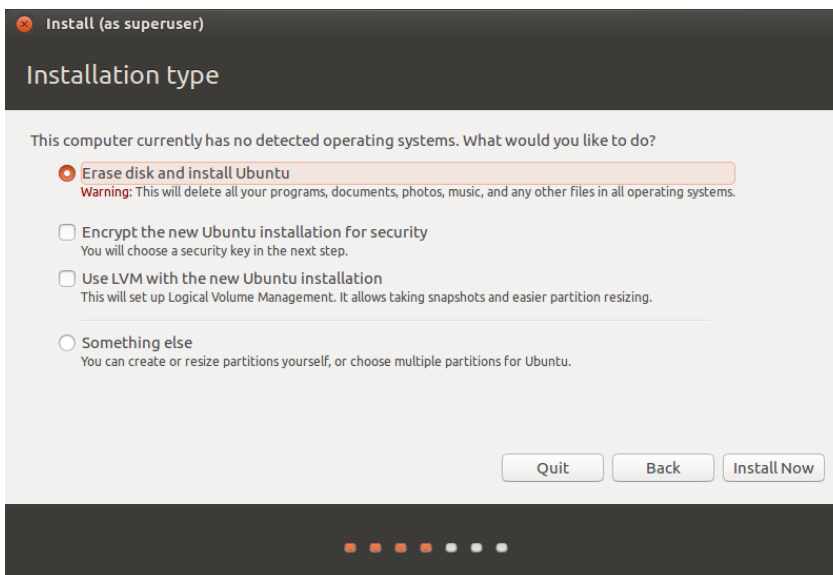 Install (as superuser)
Installation type
This computer currently has no detected operating systems. What would you like to do?
Erase disk and install Ubuntu
Warning: This will delete all your programs, documents, photos, music, and any other files in all operating systems.
Encrypt the new Ubuntu installation for security
You will choose a security key in the next step.
Use LVM with the new Ubuntu installation
This will set up Logical Volume Management. It allows taking snapshots and easier partition resizing.
Something else
You can create or resize partitions yourself, or choose multiple partitions for Ubuntu.
Quit Back Install Now